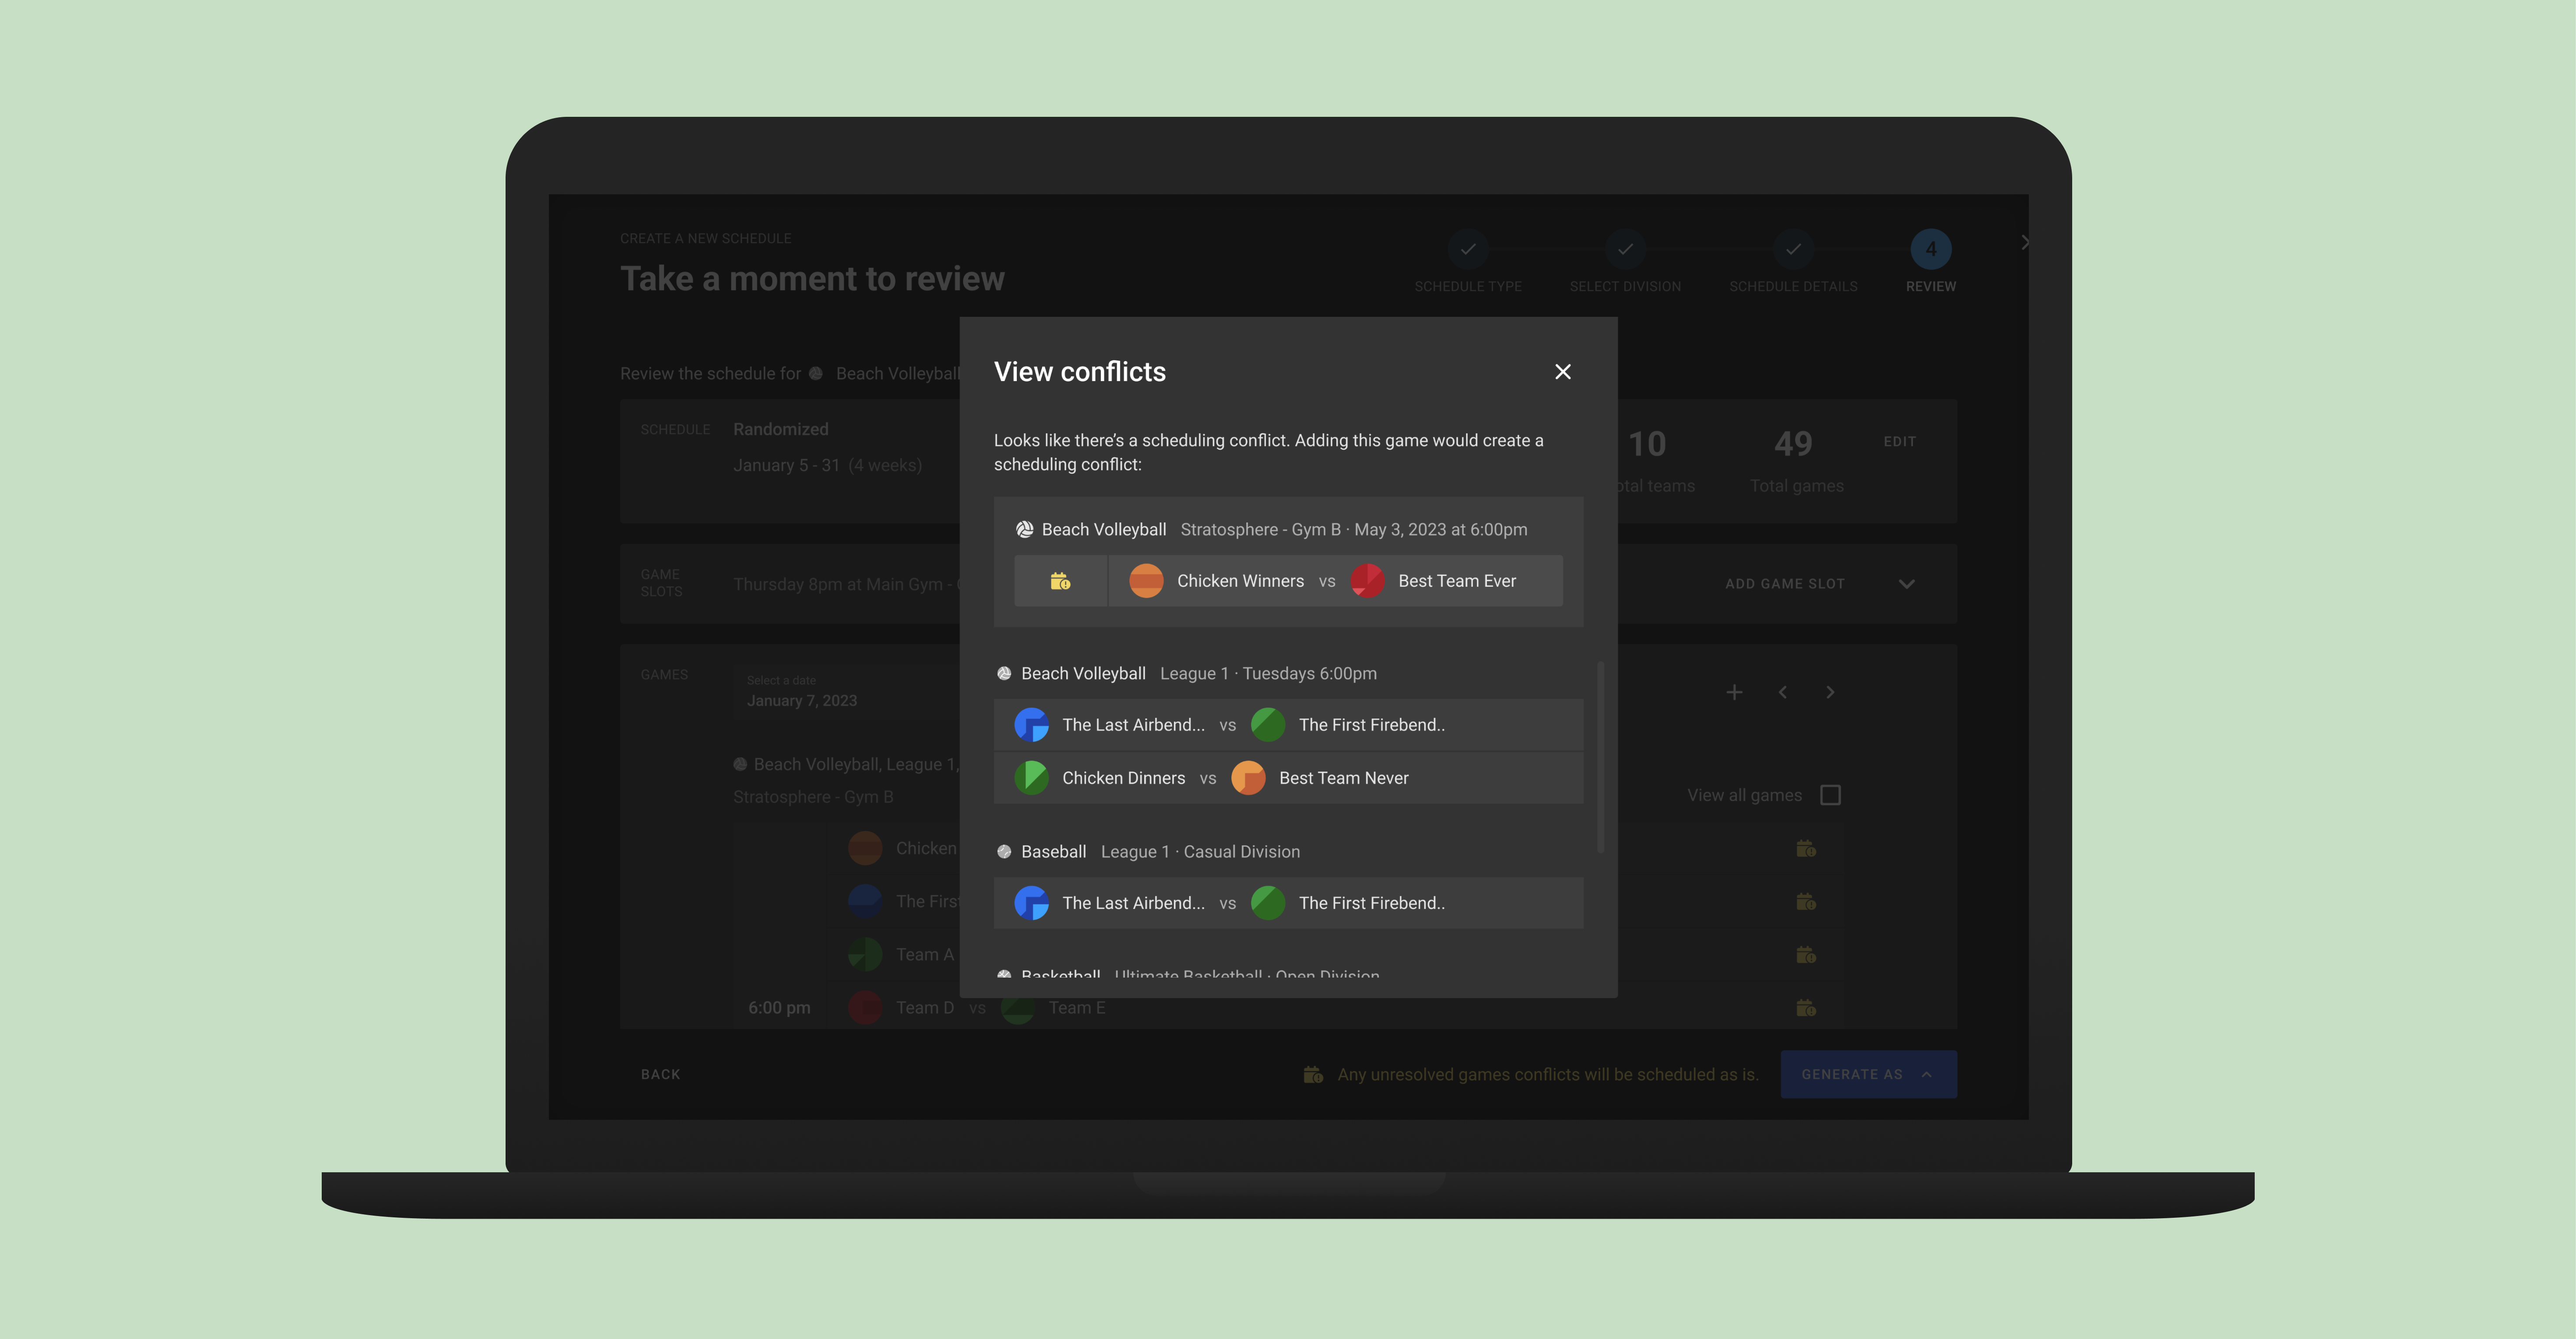 CREATE A NEW SCHEDULE
Take a moment to review
SCHEDULE TYPE
SELECT DIVISION
SCHEDULE DETAILS
4
REVIEW
Review the schedule for Beach Volleyball
SCHEDULE
Randomized
January 5 - 31 (4 weeks)
10
total teams
49
Total games
EDIT
GAME
SLOTS
Thursday 8pm at Main Gym -
ADD GAME SLOT
GAMES
Select a date
January 7, 2023
Beach Volleyball, League 1,
Stratosphere - Gym B
View all games
Chicken
The First
Team A
6:00 pm
Team D vs Team E
BACK
Any unresolved games conflicts will be scheduled as is.
GENERATE AS
View conflicts
Looks like there's a scheduling conflict. Adding this game would create a
scheduling conflict:
Beach Volleyball Stratosphere - Gym B · May 3, 2023 at 6:00pm
Chicken Winners vs Best Team Ever
Beach Volleyball League 1 · Tuesdays 6:00pm
The Last Airbend... vs The First Firebend..
Chicken Dinners vs Best Team Never
Baseball League 1 · Casual Division
The Last Airbend... vs The First Firebend..
Basketball Ultimate Basketball · Open Division